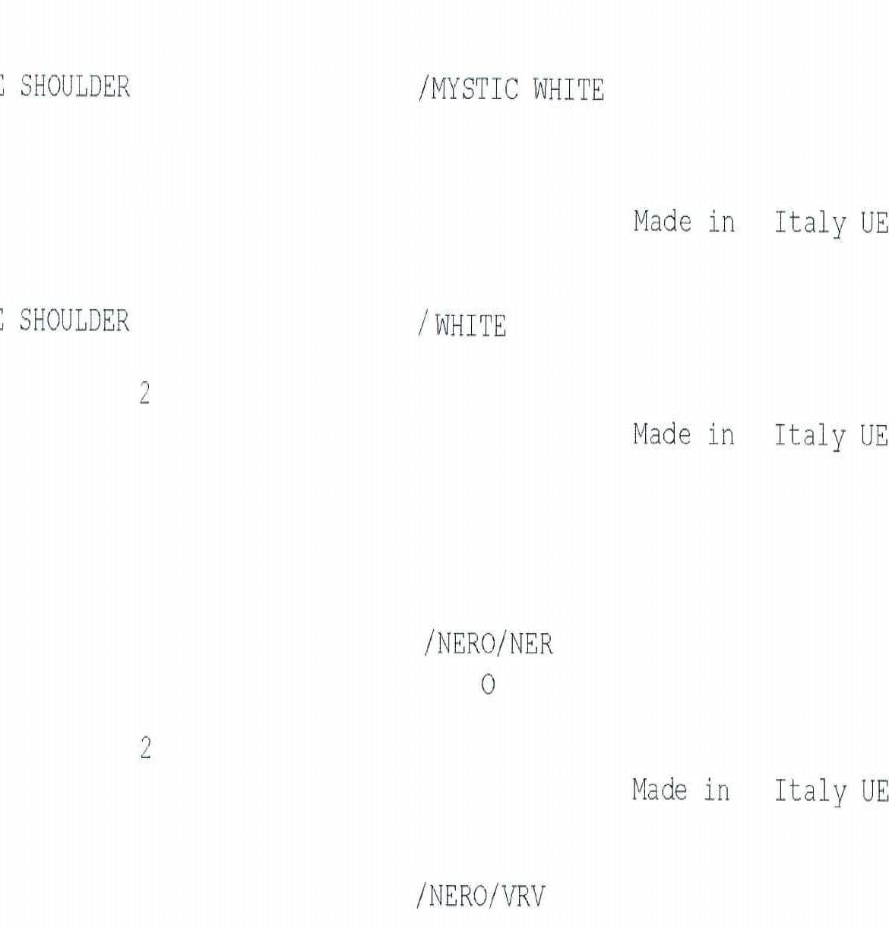 E SHOULDER /MYSTIC WHITE
Made in Italy UE
E SHOULDER / WHITE
2
Made in Italy UE
/NERO/NER
O
2
Made in Italy UE
/NERO/VRV